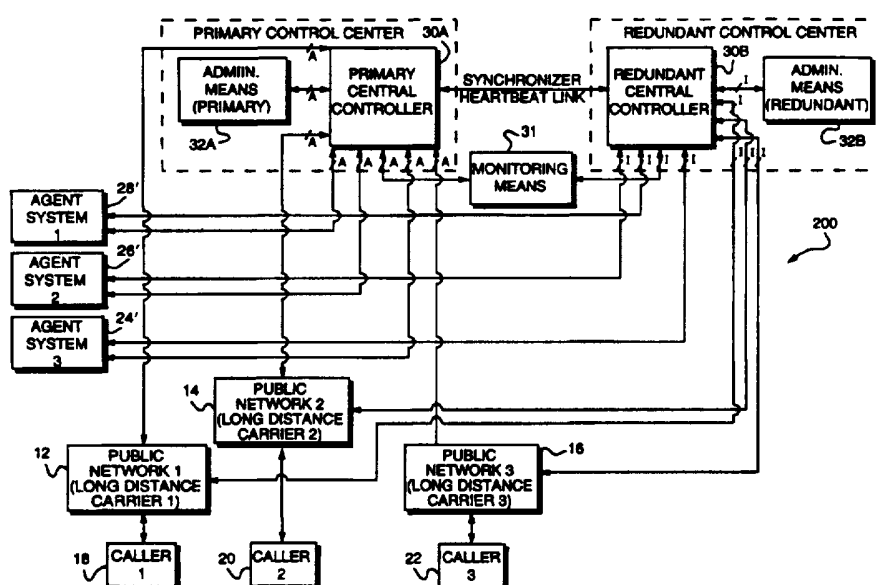 PRIMARY CONTROL CENTER
30A
REDUNDANT CONTROL CENTER
30B
A
ADMIIN.
MEANS
(PRIMARY)
32A
A
PRIMARY
CENTRAL
CONTROLLER
SYNCHRONIZER
HEARTBEAT LINK
REDUNDANT
CENTRAL
CONTROLLER
I
I
ADMIN.
MEANS
(REDUNDANT)
32B
A
A
A
A
A
A
31
MONITORING
MEANS
I
I
I
I
I
I
28'
AGENT
SYSTEM
1
26'
AGENT
SYSTEM
2
24'
AGENT
SYSTEM
3
200
14
PUBLIC
NETWORK 2
(LONG DISTANCE
CARRIER 2)
12
PUBLIC
NETWORK 1
(LONG DISTANCE
CARRIER 1)
16
PUBLIC
NETWORK 3
(LONG DISTANCE
CARRIER 3)
18
CALLER
1
20
CALLER
2
22
CALLER
3